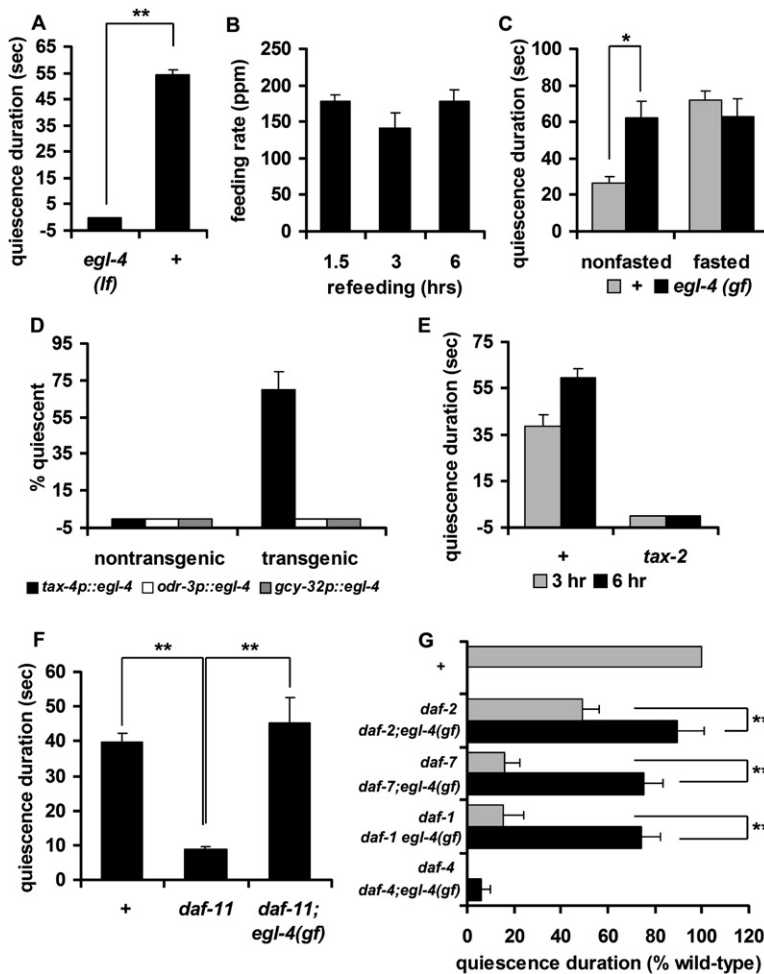 A
**
quiescence duration (sec)
65
55
45
35
25
15
5
-5
egl-4
(lf)
+
B
feeding rate (ppm)
250
200
150
100
50
0
1.5 3 6
refeeding (hrs)
C
*
quiescence duration (sec)
100
80
60
40
20
0
nonfasted fasted
+ egl-4 (gf)
D
% quiescent
95
75
55
35
15
-5
nontransgenic transgenic
tax-4p::egl-4 odr-3p::egl-4 gcy-32p::egl-4
E
quiescence duration (sec)
75
55
35
15
-5
+ tax-2
3 hr 6 hr
F
** **
quiescence duration (sec)
60
50
40
30
20
10
0
+ daf-11 daf-11;
egl-4(gf)
G
+
daf-2
daf-2;egl-4(gf)
**
daf-7
daf-7;egl-4(gf)
**
daf-1
daf-1 egl-4(gf)
**
daf-4
daf-4;egl-4(gf)
0 20 40 60 80 100 120
quiescence duration (% wild-type)